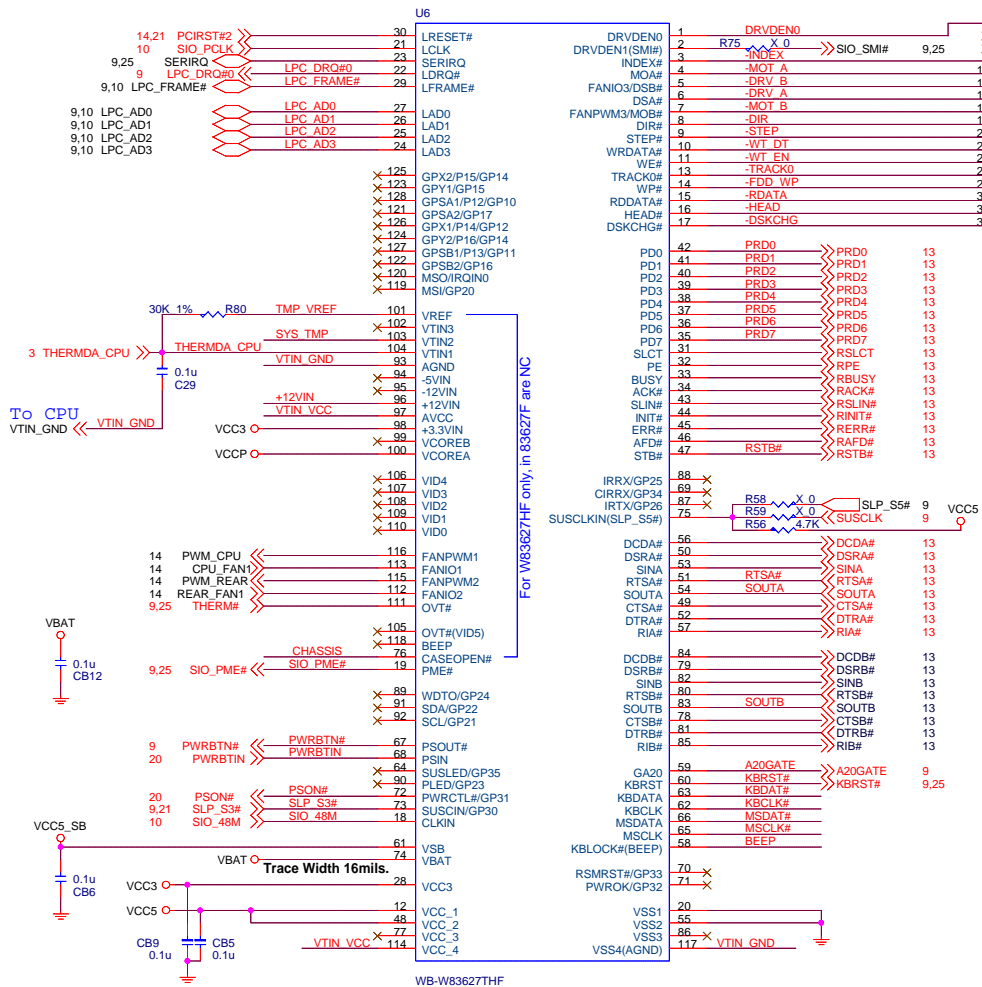 U6
14,21 PCIRST#2 30 LRESET# DRVDEN0 1 DRVDEN0
10 SIO_PCLK 21 LCLK DRVDEN1(SMI#) 2 R75 X_0 SIO_SMI# 9,25
9,25 SERIRQ 23 SERIRQ INDEX# 3 -INDEX
9 LPC_DRQ#0 LPC_DRQ#0 22 LDRQ# MOA# 4 -MOT_A
9,10 LPC_FRAME# LPC_FRAME# 29 LFRAME# FANIO3/DSB# 5 -DRV_B
DSA# 6 -DRV_A
9,10 LPC_AD0 LPC_AD0 27 LAD0 FANPWM3/MOB# 7 -MOT_B
9,10 LPC_AD1 LPC_AD1 26 LAD1 DIR# 8 -DIR
9,10 LPC_AD2 LPC_AD2 25 LAD2 STEP# 9 -STEP
9,10 LPC_AD3 LPC_AD3 24 LAD3 WRDATA# 10 -WT_DT
WE# 11 -WT_EN
125 GPX2/P15/GP14 TRACK0# 13 -TRACK0
123 GPY1/GP15 WP# 14 -FDD_WP
128 GPSA1/P12/GP10 RDDATA# 15 -RDATA
121 GPSA2/GP17 HEAD# 16 -HEAD
126 GPX1/P14/GP12 DSKCHG# 17 -DSKCHG
124 GPY2/P16/GP14
127 GPSB1/P13/GP11 PD0 42 PRD0 PRD0 13
122 GPSB2/GP16 PD1 41 PRD1 PRD1 13
120 MSO/IRQIN0 PD2 40 PRD2 PRD2 13
119 MSI/GP20 PD3 39 PRD3 PRD3 13
PD4 38 PRD4 PRD4 13
30K_1% R80 TMP_VREF 101 VREF PD5 37 PRD5 PRD5 13
102 VTIN3 PD6 36 PRD6 PRD6 13
SYS_TMP 103 VTIN2 PD7 35 PRD7 PRD7 13
3 THERMDA_CPU THERMDA_CPU 104 VTIN1 SLCT 31 RSLCT 13
VTIN_GND 93 AGND PE 32 RPE 13
0.1u
C29
94 -5VIN BUSY 33 RBUSY 13
95 -12VIN ACK# 34 RACK# 13
+12VIN 96 +12VIN SLIN# 43 RSLIN# 13
To CPU
VTIN_GND VTIN_GND
VTIN_VCC 97 AVCC INIT# 44 RINIT# 13
VCC3 98 +3.3VIN ERR# 45 RERR# 13
99 VCOREB AFD# 46 RAFD# 13
VCCP 100 VCOREA STB# 47 RSTB# RSTB# 13
For W83627HF only, in 83627F are NC
106 VID4 IRRX/GP25 88
107 VID3 CIRRX/GP34 69
108 VID2 IRTX/GP26 87 R58 X_0 SLP_S5# 9
109 VID1 SUSCLKIN(SLP_S5#) 75 R59 X_0 SUSCLK 9
110 VID0 R56 4.7K VCC5
14 PWM_CPU 116 FANPWM1 DCDA# 56 DCDA# 13
14 CPU_FAN1 113 FANIO1 DSRA# 50 DSRA# 13
14 PWM_REAR 115 FANPWM2 SINA 53 SINA 13
14 REAR_FAN1 112 FANIO2 RTSA# 51 RTSA# RTSA# 13
9,25 THERM# 111 OVT# SOUTA 54 SOUTA SOUTA 13
CTSA# 49 CTSA# 13
DTRA# 52 DTRA# 13
105 OVT#(VID5) RIA# 57 RIA# 13
VBAT
0.1u
CB12
118 BEEP
CHASSIS 76 CASEOPEN# DCDB# 84 DCDB# 13
9,25 SIO_PME# SIO_PME# 19 PME# DSRB# 79 DSRB# 13
SINB 82 SINB 13
89 WDTO/GP24 RTSB# 80 RTSB# 13
91 SDA/GP22 SOUTB 83 SOUTB SOUTB 13
92 SCL/GP21 CTSB# 78 CTSB# 13
DTRB# 81 DTRB# 13
9 PWRBTN# PWRBTN# 67 PSOUT# RIB# 85 RIB# 13
20 PWRBTIN PWRBTIN 68 PSIN
64 SUSLED/GP35 GA20 59 A20GATE A20GATE 9
90 PLED/GP23 KBRST 60 KBRST# KBRST# 9,25
20 PSON# PSON# 72 PWRCTL#/GP31 KBDATA 63 KBDAT#
9,21 SLP_S3# SLP_S3# 73 SUSCIN/GP30 KBCLK 62 KBCLK#
10 SIO_48M SIO_48M 18 CLKIN MSDATA 66 MSDAT#
MSCLK 65 MSCLK#
VCC5_SB 61 VSB KBLOCK#(BEEP) 58 BEEP
VBAT 74 VBAT
Trace Width 16mils.
0.1u
CB6
RSMRST#/GP33 70
VCC3 28 VCC3 PWROK/GP32 71
VCC5 12 VCC_1 VSS1 20
48 VCC_2 VSS2 55
77 VCC_3 VSS3 86
VTIN_VCC 114 VCC_4 VSS4(AGND) 117 VTIN_GND
CB9 CB5
0.1u 0.1u
WB-W83627THF